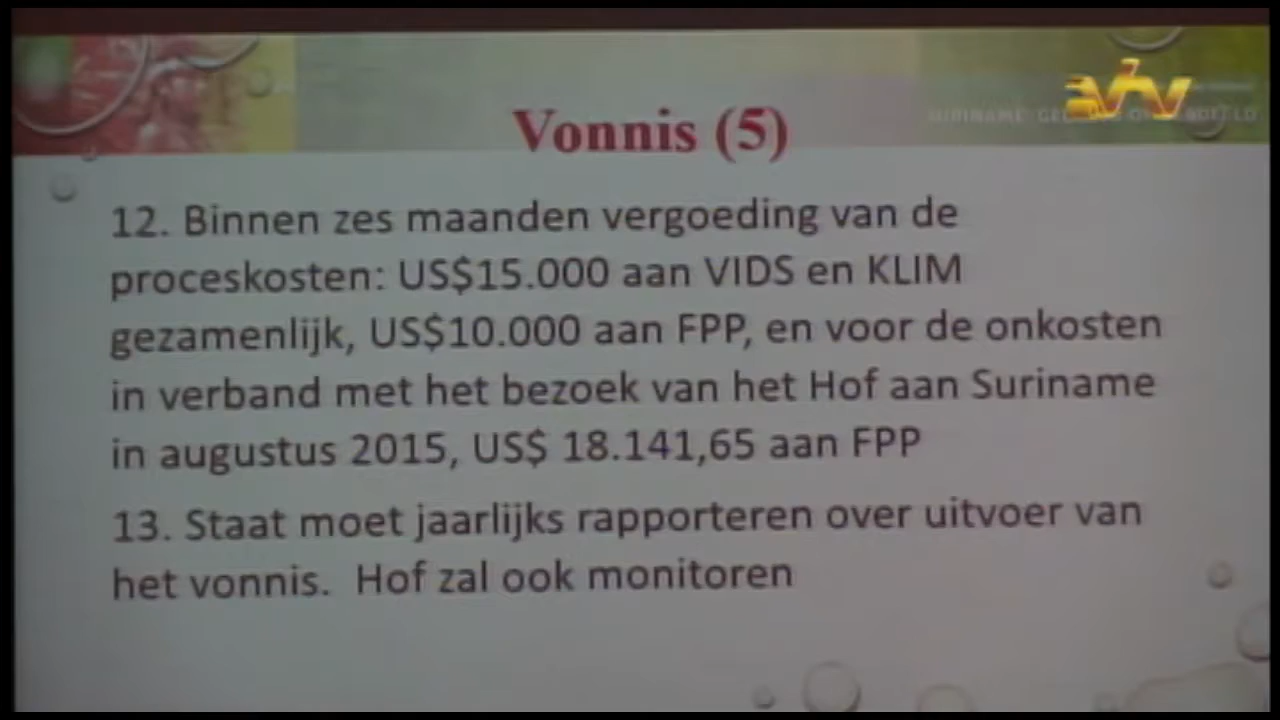 Vonnis (5)
12. Binnen zes maanden vergoeding van de
proceskosten: US$15.000 aan VIDS en KLIM
gezamenlijk, US$10.000 aan FPP, en voor de onkosten
in verband met het bezoek van het Hof aan Suriname
in augustus 2015, US$ 18.141,65 aan FPP
13. Staat moet jaarlijks rapporteren over uitvoer van
het vonnis.  Hof zal ook monitoren